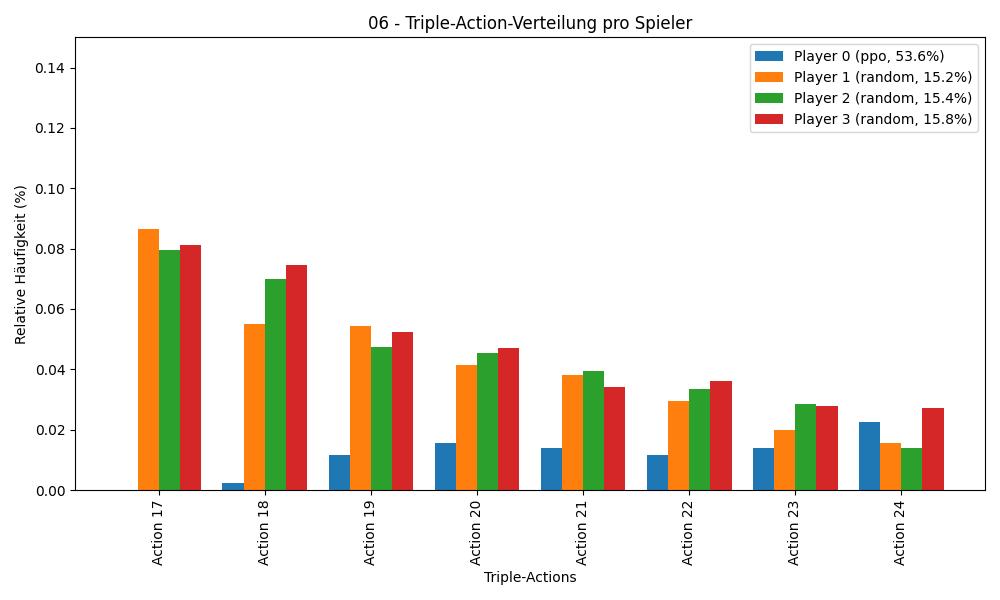 06 - Triple-Action-Verteilung pro Spieler
Player 0 (ppo, 53.6%)
Player 1 (random, 15.2%)
Player 2 (random, 15.4%)
Player 3 (random, 15.8%)
Relative Häufigkeit (%)
0.14
0.12
0.10
0.08
0.06
0.04
0.02
0.00
Action 17
Action 18
Action 19
Action 20
Action 21
Action 22
Action 23
Action 24
Triple-Actions